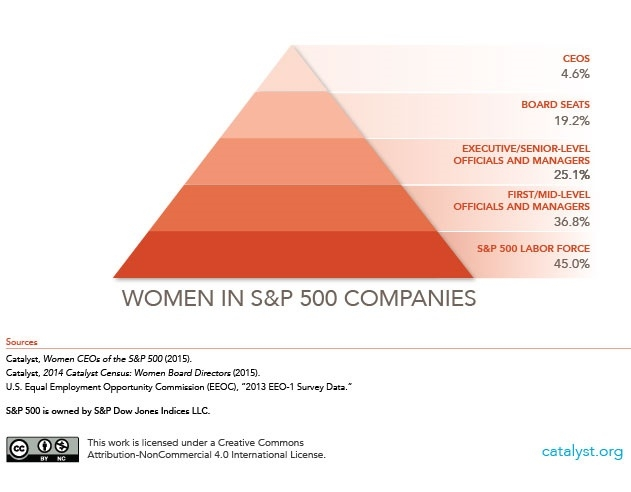 CEOS
4.6%
BOARD SEATS
19.2%
EXECUTIVE/SENIOR-LEVEL
OFFICIALS AND MANAGERS
25.1%
FIRST/MID-LEVEL
OFFICIALS AND MANAGERS
36.8%
S&P 500 LABOR FORCE
45.0%
WOMEN IN S&P 500 COMPANIES
Sources
Catalyst, Women CEOs of the S&P 500 (2015).
Catalyst, 2014 Catalyst Census: Women Board Directors (2015).
U.S. Equal Employment Opportunity Commission (EEOC), “2013 EEO-1 Survey Data.”
S&P 500 is owned by S&P Dow Jones Indices LLC.
cc BY NC
This work is licensed under a Creative Commons
Attribution-NonCommercial 4.0 International License.
catalyst.org